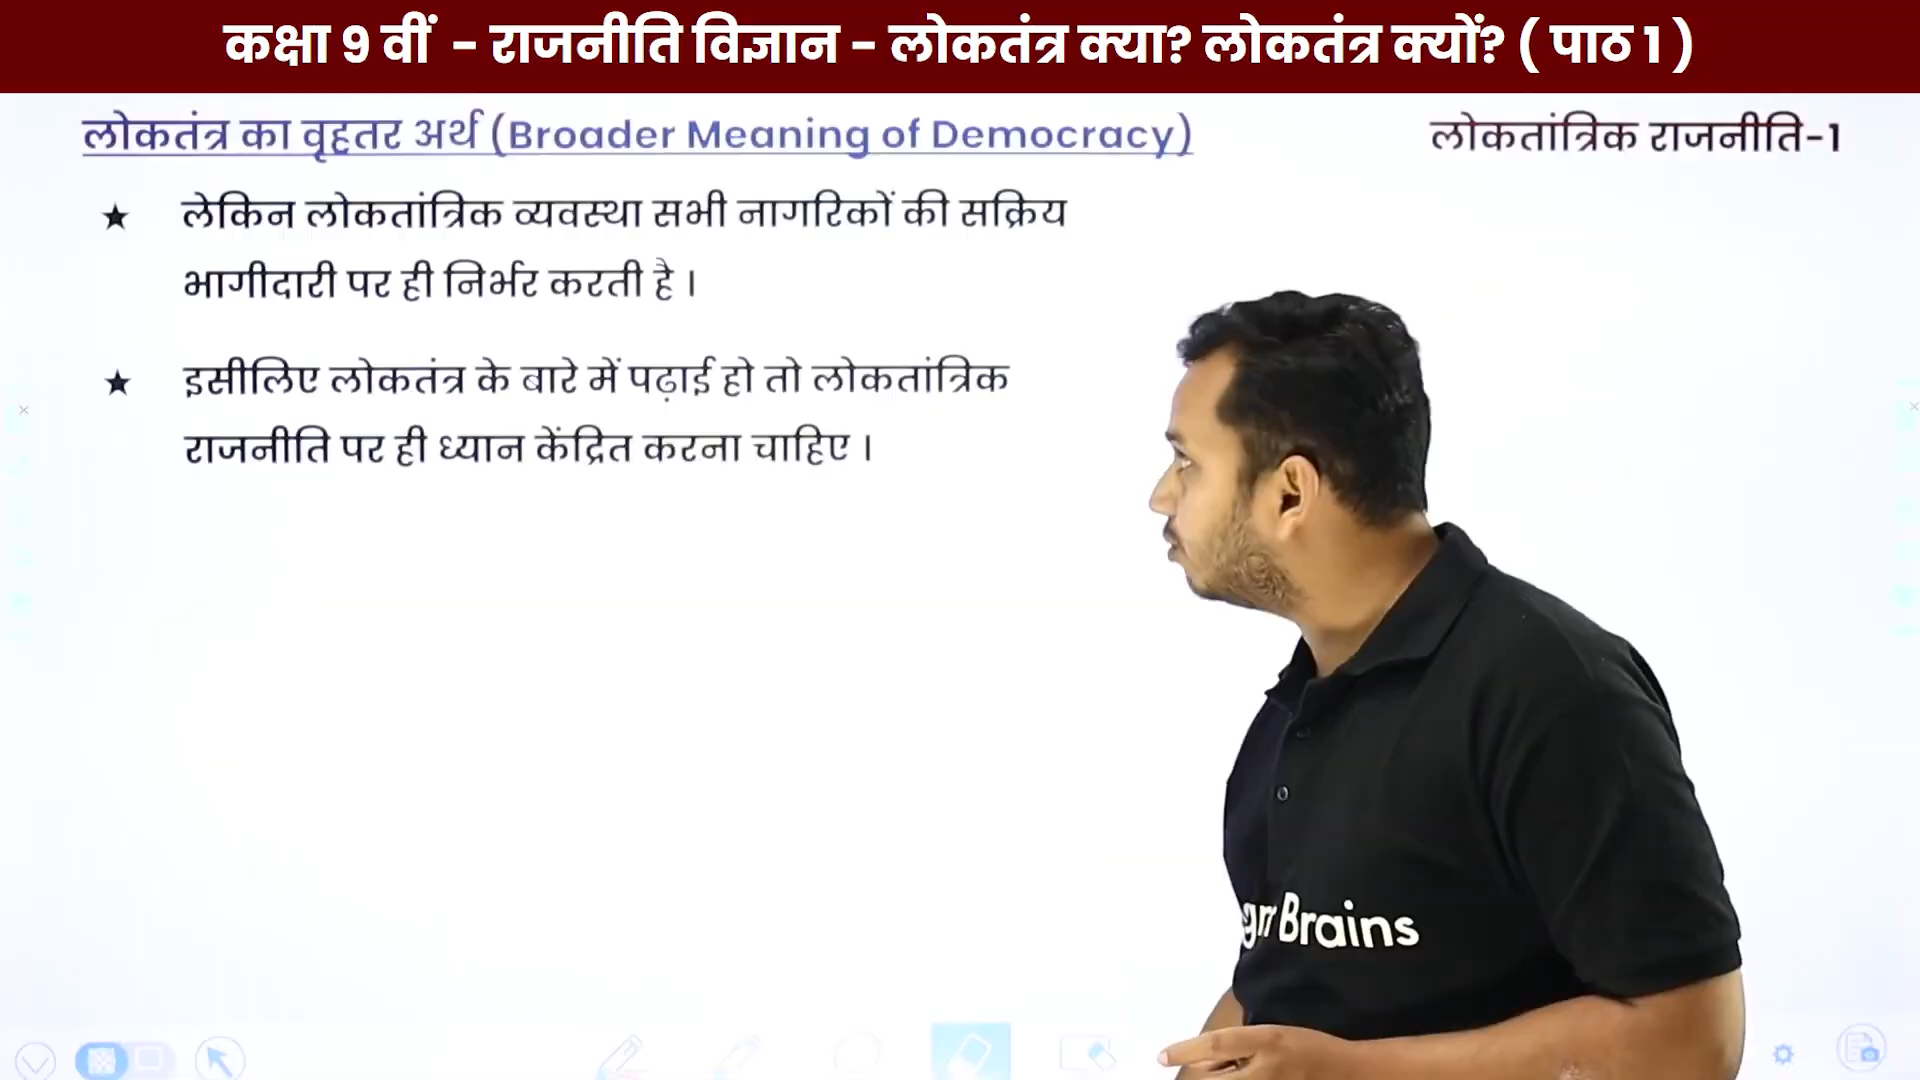 कक्षा 9 वीं - राजनीति विज्ञान - लोकतंत्र क्या? लोकतंत्र क्यों? ( पाठ 1 )
लोकतंत्र का वृहतर अर्थ (Broader Meaning of Democracy)
लोकतांत्रिक राजनीति-1
★ लेकिन लोकतांत्रिक व्यवस्था सभी नागरिकों की सक्रिय
भागीदारी पर ही निर्भर करती है ।
★ इसीलिए लोकतंत्र के बारे में पढ़ाई हो तो लोकतांत्रिक
राजनीति पर ही ध्यान केंद्रित करना चाहिए ।
Brains